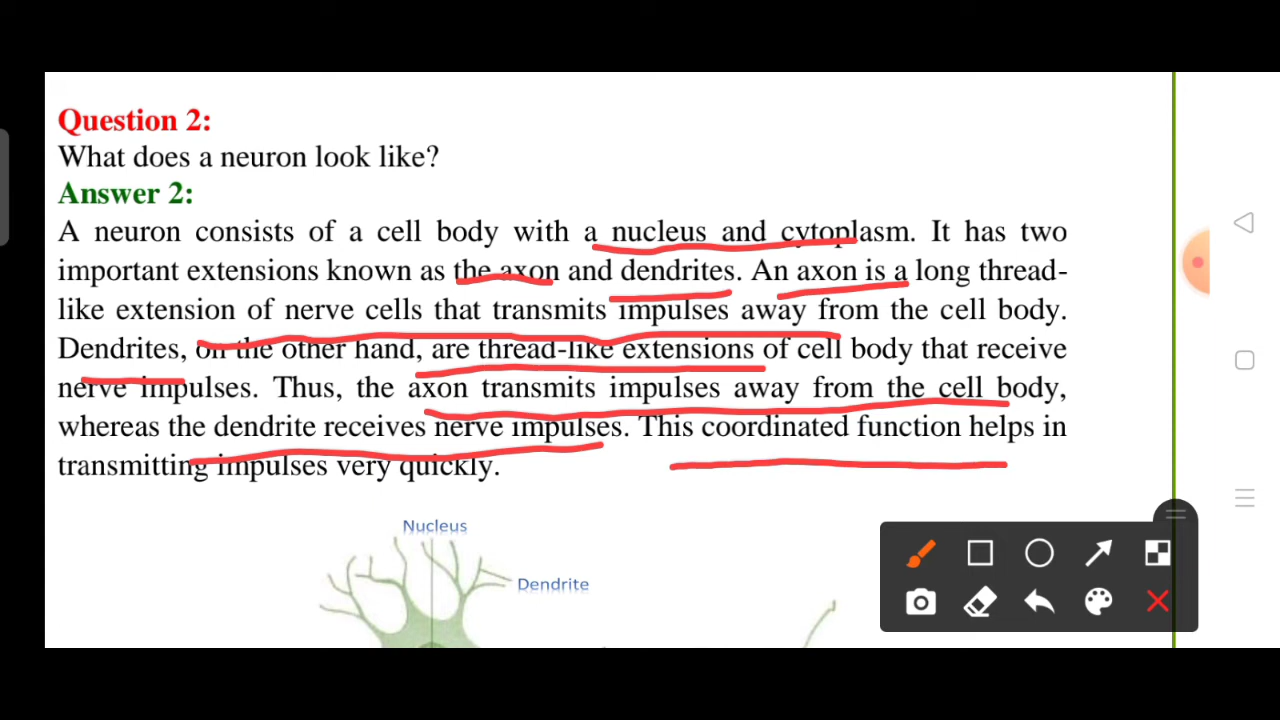 Question 2:
What does a neuron look like?
Answer 2:
A neuron consists of a cell body with a nucleus and cytoplasm. It has two
important extensions known as the axon and dendrites. An axon is a long thread-
like extension of nerve cells that transmits impulses away from the cell body.
Dendrites, on the other hand, are thread-like extensions of cell body that receive
nerve impulses. Thus, the axon transmits impulses away from the cell body,
whereas the dendrite receives nerve impulses. This coordinated function helps in
transmitting impulses very quickly.
Nucleus
Dendrite